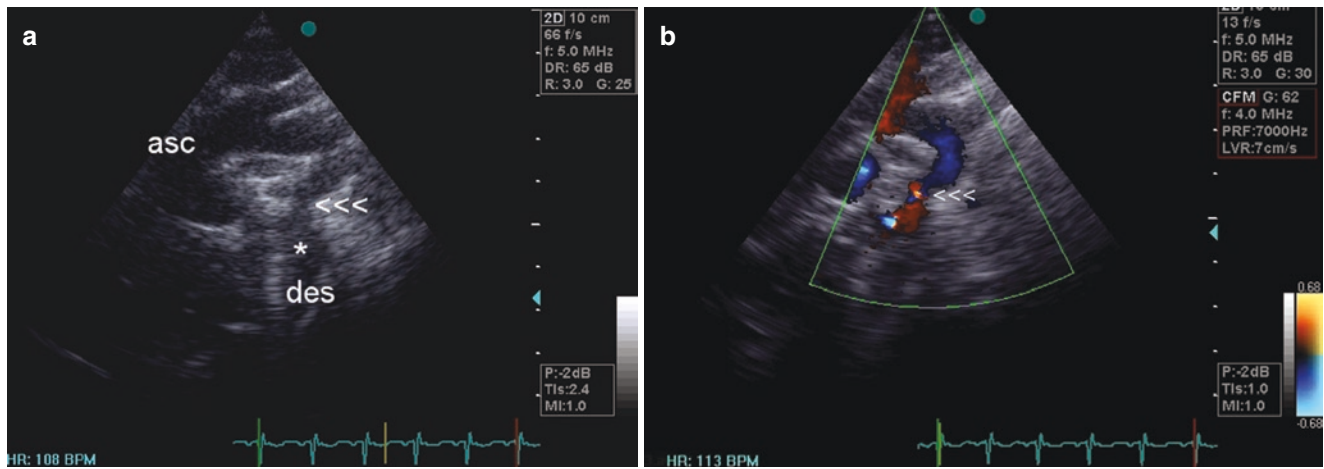 a
asc
<<<
*
des
2D 10 cm
66 f/s
f: 5.0 MHz
DR: 65 dB
R: 3.0 G: 25
P:-2dB
TIs:2.4
MI:1.0
HR: 108 BPM
b
<<<
2D 10 cm
13 f/s
f: 5.0 MHz
DR: 65 dB
R: 3.0 G: 30
CFM G: 62
f: 4.0 MHz
PRF:7000Hz
LVR:7cm/s
0.68
-0.68
P:-2dB
TIs:1.0
MI:1.0
HR: 113 BPM